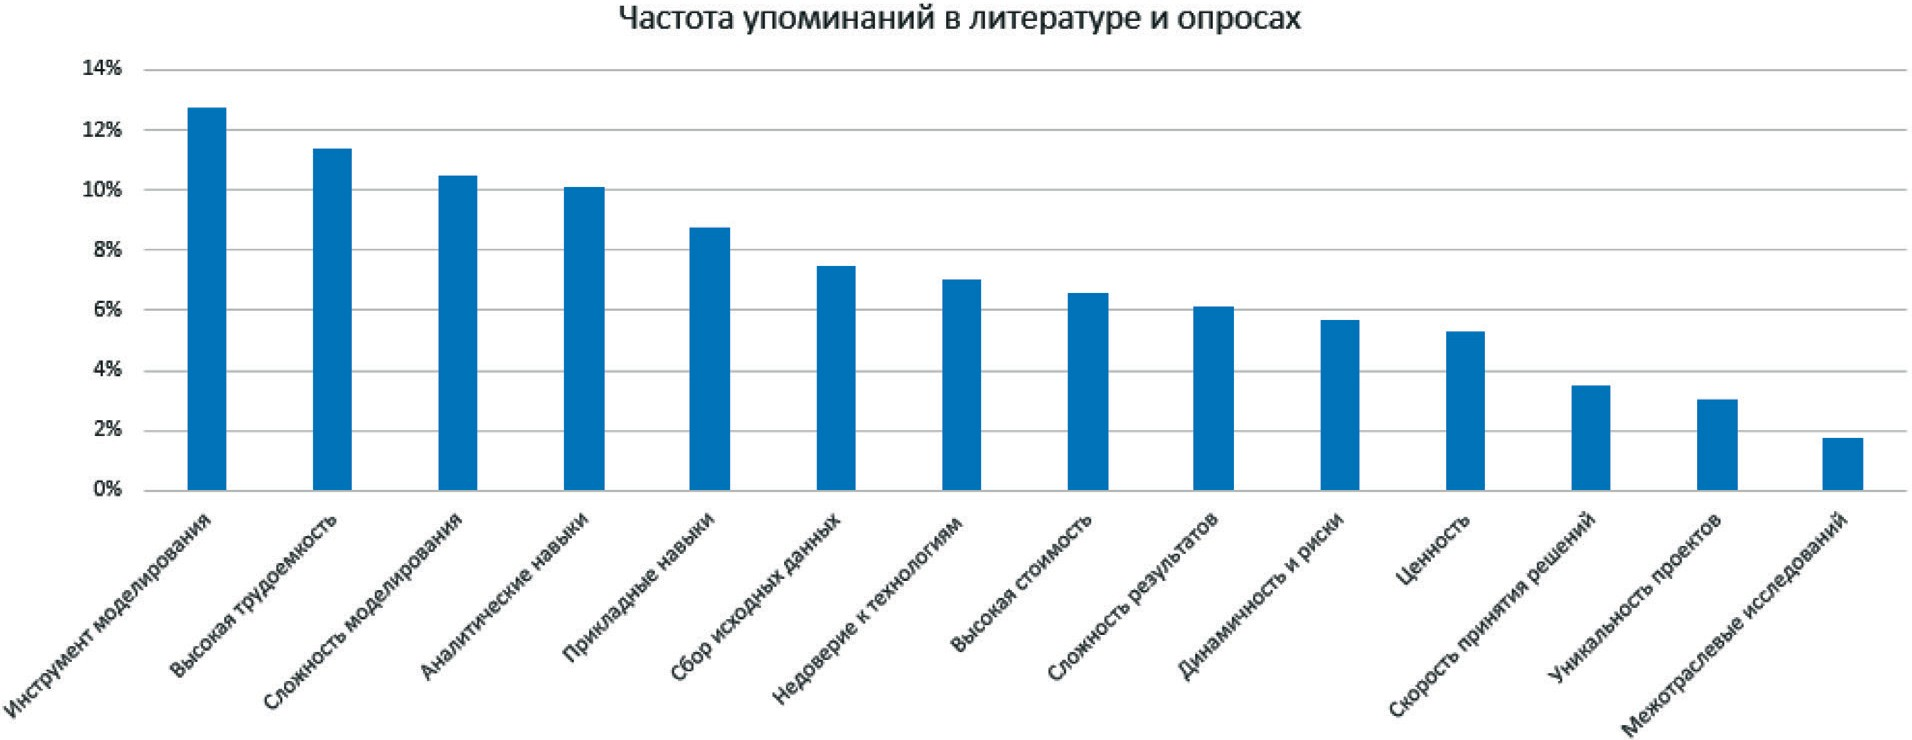 Частота упоминаний в литературе и опросах
14%
12%
10%
8%
6%
4%
2%
0%
Инструмент моделирования
Высокая трудоемкость
Сложность моделирования
Аналитические навыки
Прикладные навыки
Сбор исходных данных
Недоверие к технологиям
Высокая стоимость
Сложность результатов
Динамичность и риски
Ценность
Скорость принятия решений
Уникальность проектов
Межотраслевые исследований